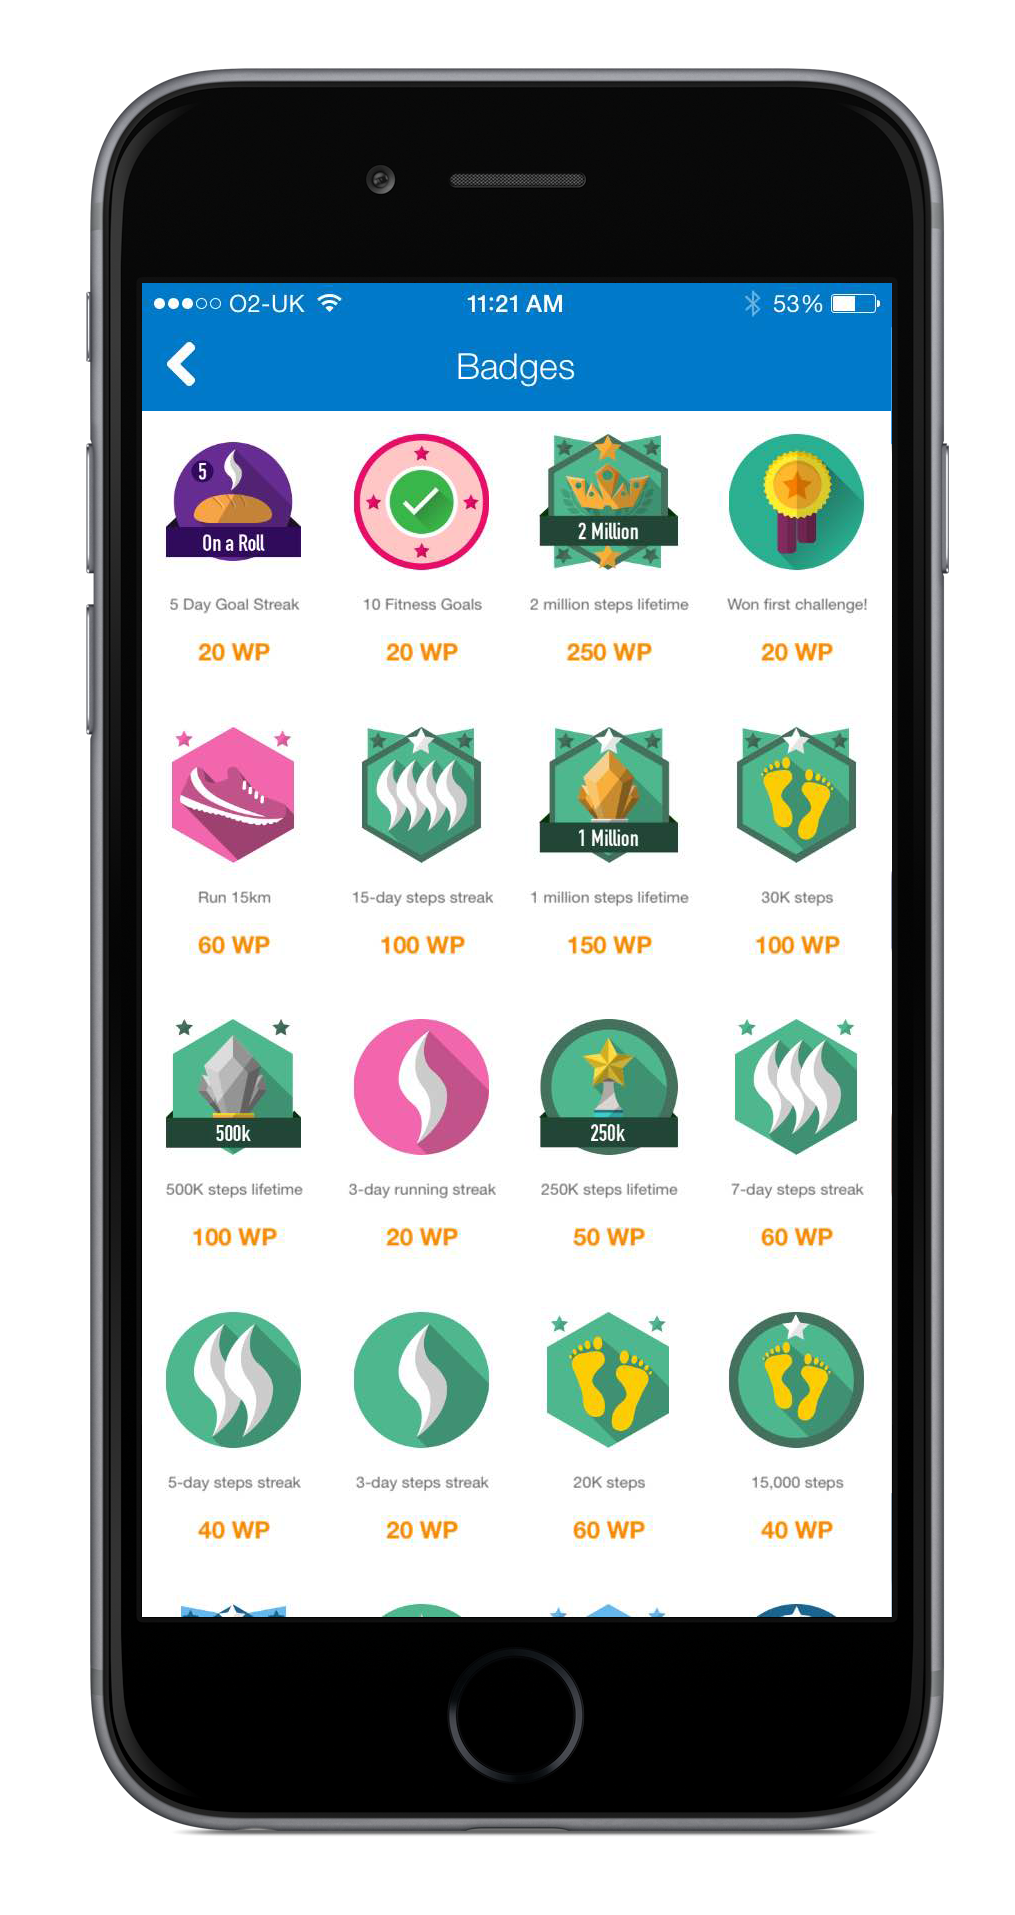 O2-UK 11:21 AM 53%
Badges
5
On a Roll
2 Million
5 Day Goal Streak 10 Fitness Goals 2 million steps lifetime Won first challenge!
20 WP 20 WP 250 WP 20 WP
1 Million
Run 15km 15-day steps streak 1 million steps lifetime 30K steps
60 WP 100 WP 150 WP 100 WP
500k 250k
500K steps lifetime 3-day running streak 250K steps lifetime 7-day steps streak
100 WP 20 WP 50 WP 60 WP
5-day steps streak 3-day steps streak 20K steps 15,000 steps
40 WP 20 WP 60 WP 40 WP